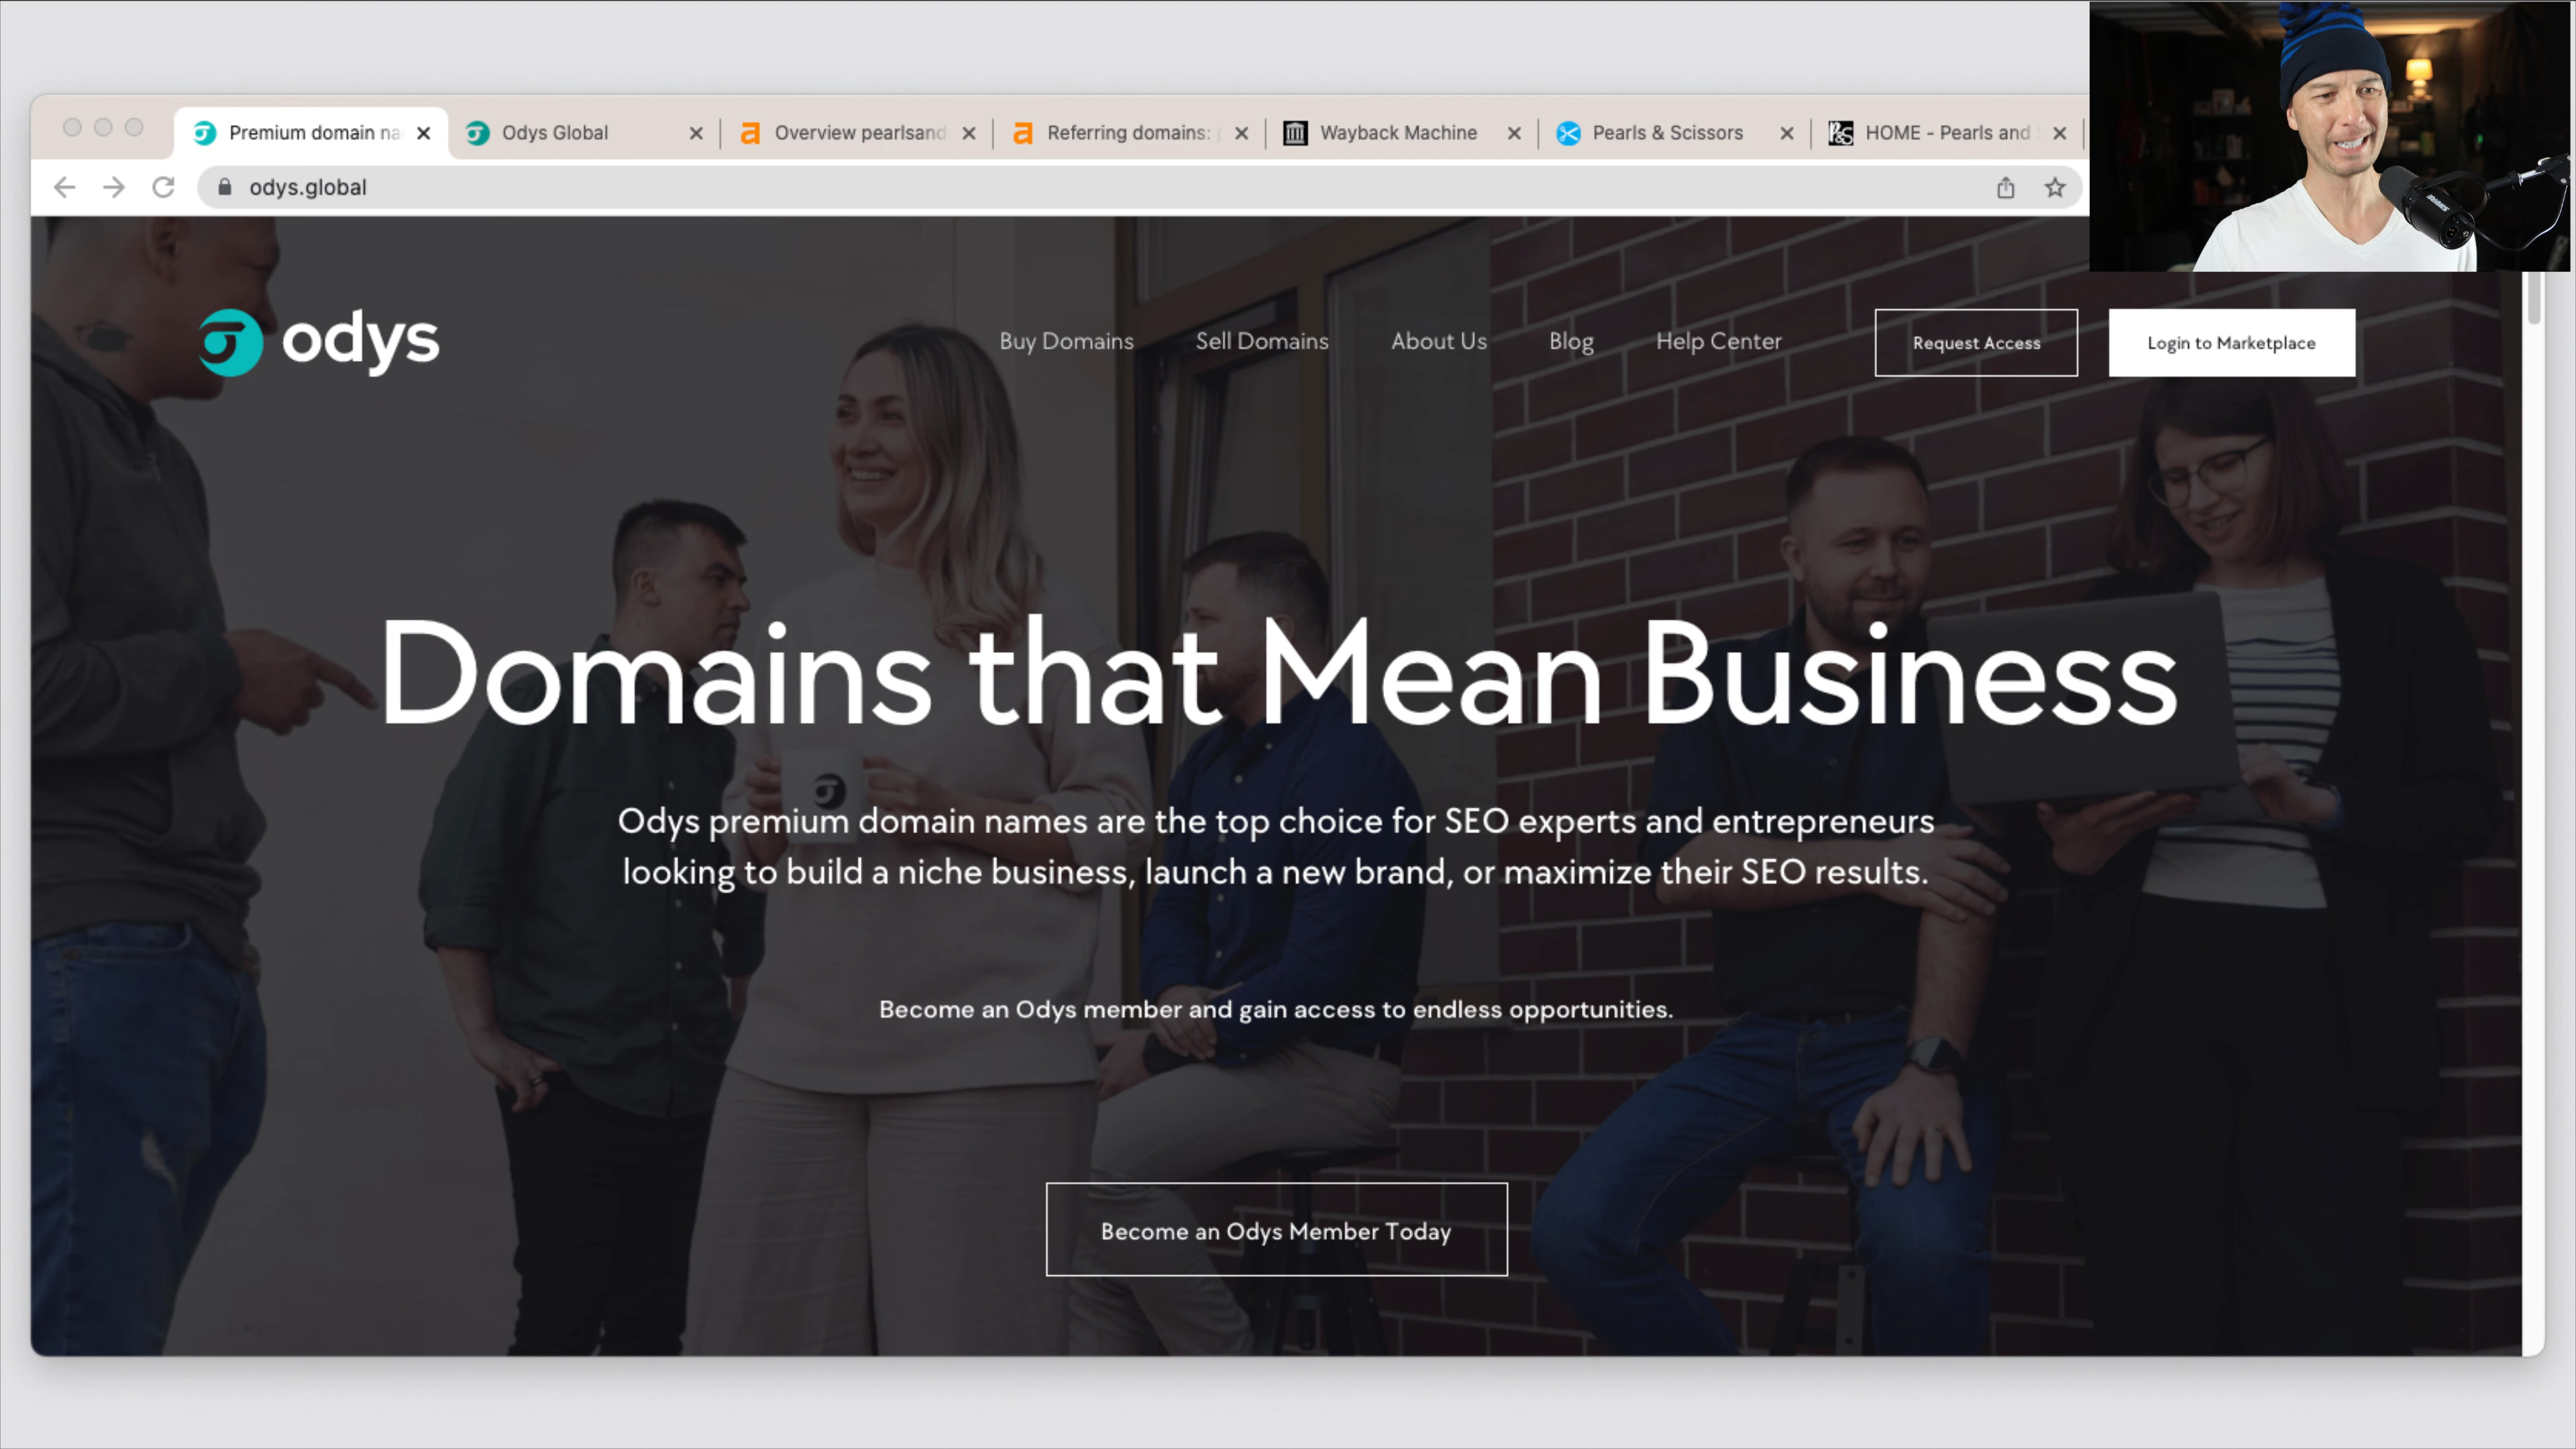 Premium domain na
Odys Global
Overview pearlsand
Referring domains:
Wayback Machine
Pearls & Scissors
HOME - Pearls and
odys.global
odys
Buy Domains
Sell Domains
About Us
Blog
Help Center
Request Access
Login to Marketplace
Domains that Mean Business
Odys premium domain names are the top choice for SEO experts and entrepreneurs
looking to build a niche business, launch a new brand, or maximize their SEO results.
Become an Odys member and gain access to endless opportunities.
Become an Odys Member Today